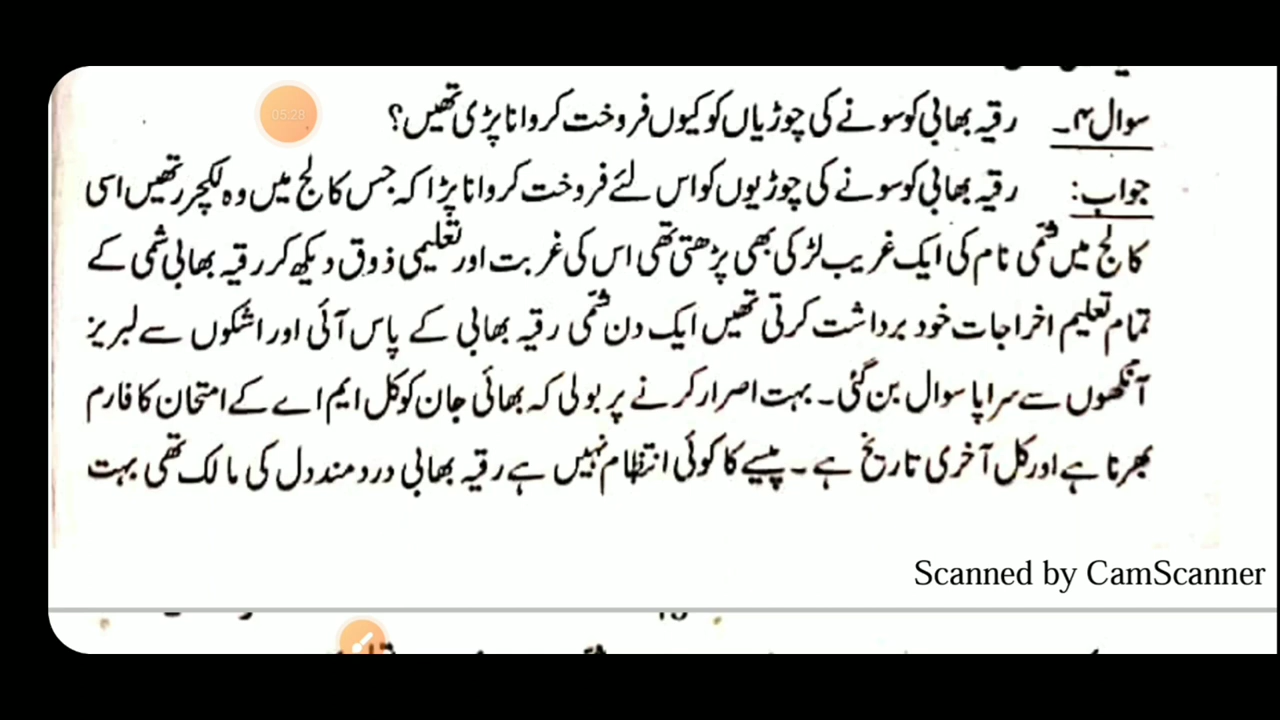 سوال ۴۔ رقیہ بھابی کو سونے کی چوڑیاں کو کیوں فروخت کروانا پڑی تھیں؟
05:28
جواب: رقیہ بھابی کو سونے کی چوڑیوں کو اس لئے فروخت کروانا پڑا کہ جس کالج میں وہ لکچرر تھیں اسی
کالج میں شمّی نام کی ایک غریب لڑکی بھی پڑھتی تھی اس کی غربت اور تعلیمی ذوق دیکھ کر رقیہ بھابی شمی کے
تمام تعلیم اخراجات خود برداشت کرتی تھیں ایک دن شمّی رقیہ بھابی کے پاس آئی اور اشکوں سے لبریز
آنکھوں سے سراپا سوال بن گئی۔ بہت اصرار کرنے پر بولی کہ بھائی جان کو کل ایم اے کے امتحان کا فارم
بھرنا ہے اور کل آخری تاریخ ہے۔ پیسے کا کوئی انتظام نہیں ہے رقیہ بھابی دردمند دل کی مالک تھی بہت
Scanned by CamScanner